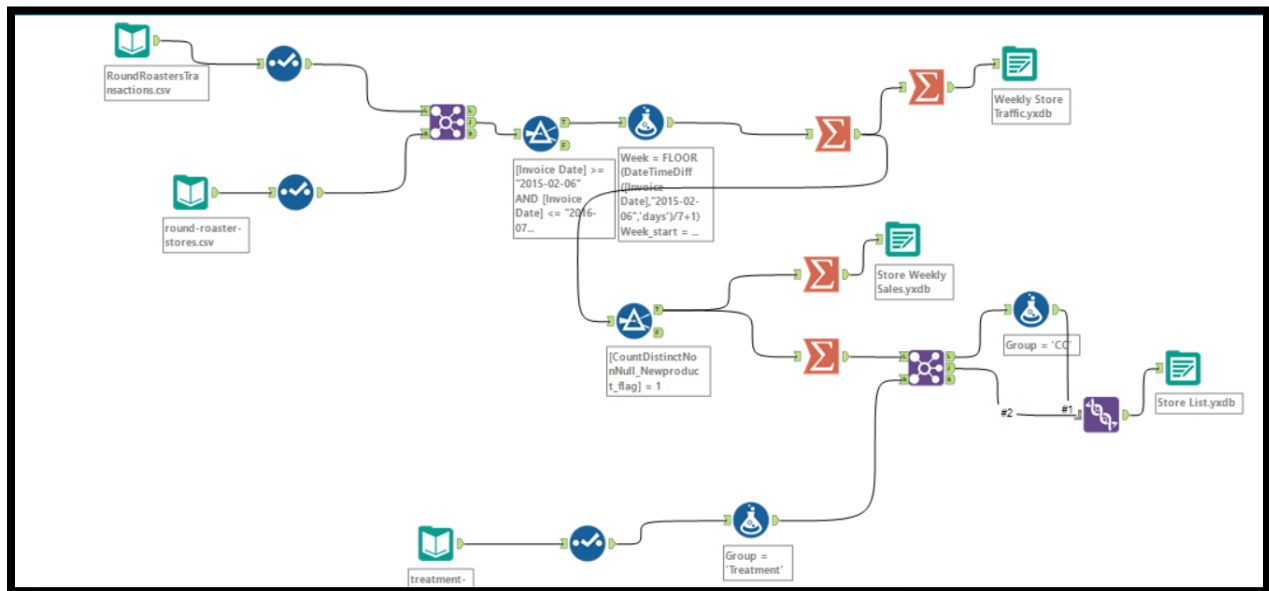 RoundRoastersTra
nsactions.csv
round-roaster-
stores.csv
[Invoice Date] >=
"2015-02-06"
AND [Invoice
Date] <= "2016-
07...
Week = FLOOR
(DateTimeDiff
([Invoice
Date],"2015-02-
06",'days')/7+1)
Week_start = ...
Weekly Store
Traffic.yxdb
Store Weekly
Sales.yxdb
[CountDistinctNo
nNull_Newproduc
t_flag] = 1
Group = 'CC'
#1
#2
Store List.yxdb
Group =
'Treatment'
treatment-